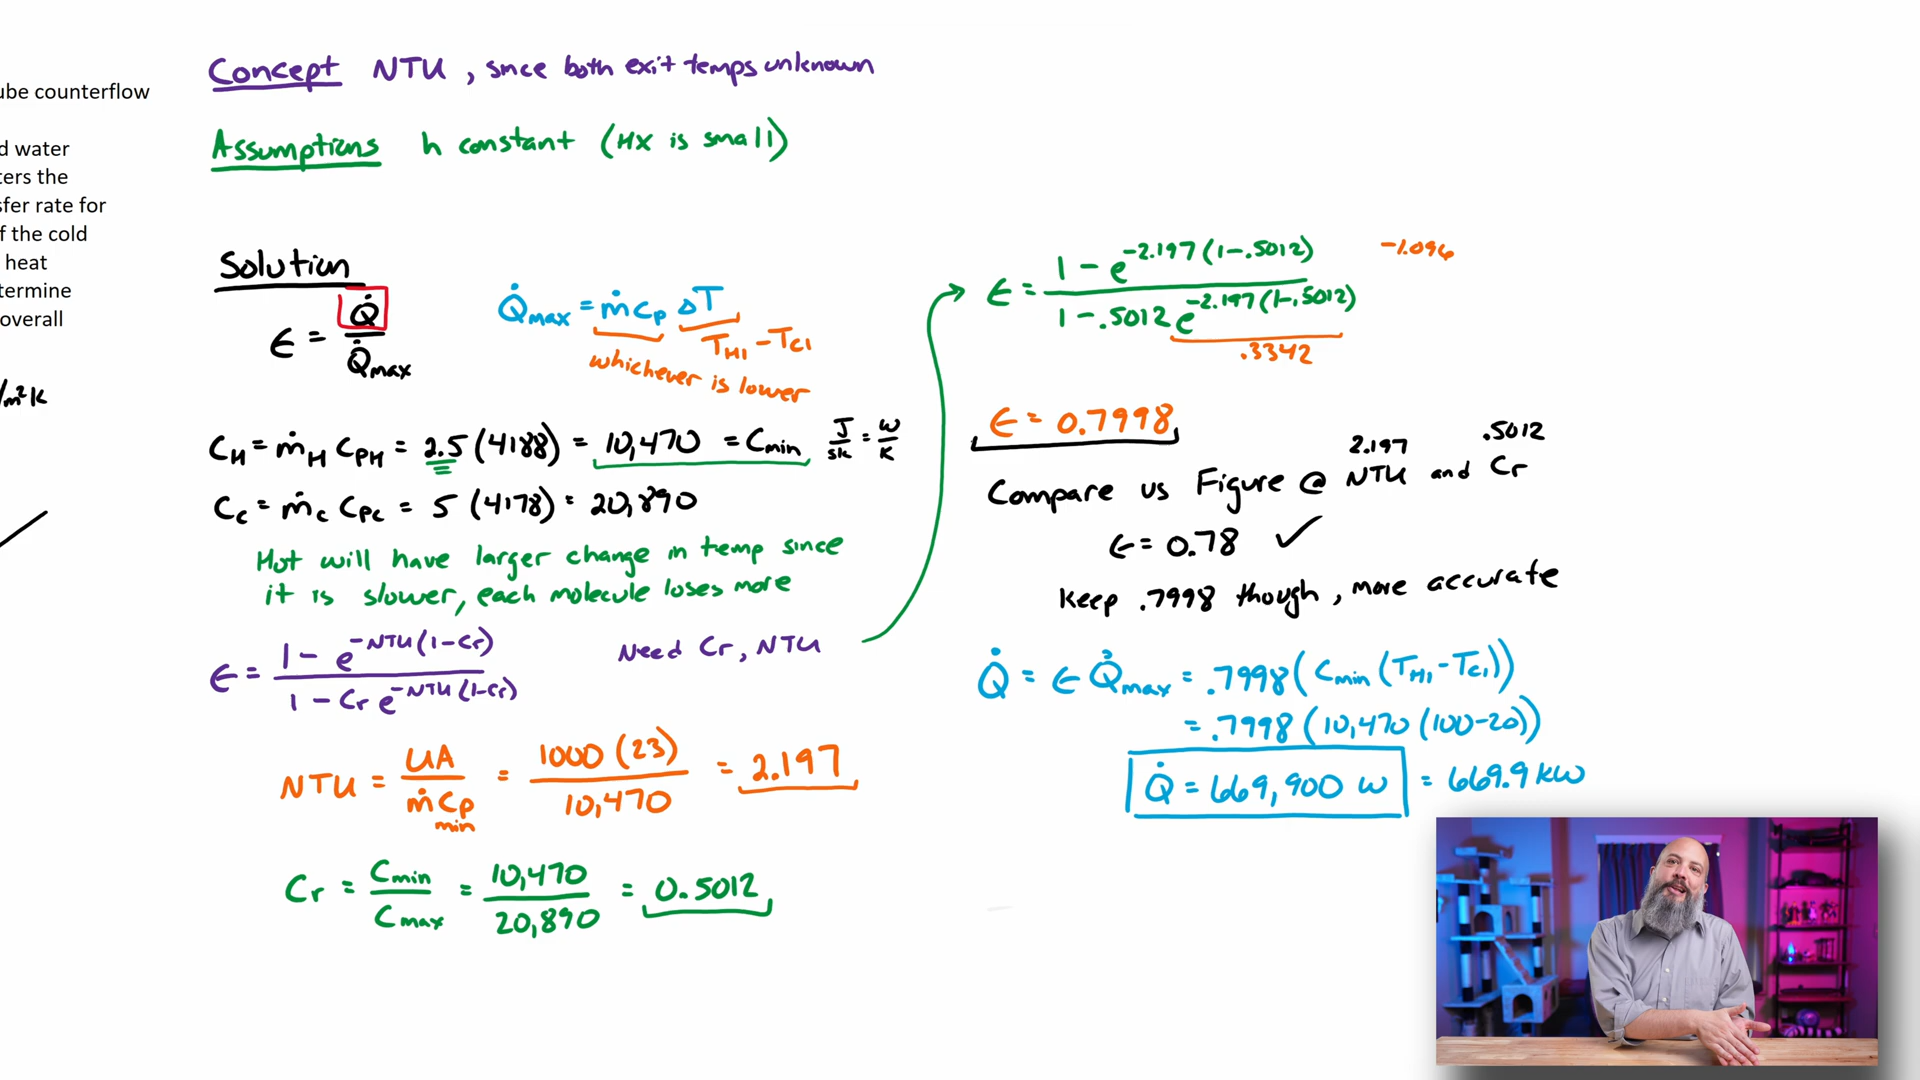 ube counterflow
d water
ters the
sfer rate for
f the cold
heat
termine
overall
/m²K
Concept NTU, since both exit temps unknown
Assumptions h constant (HX is small)
Solution
ε = Q̇ / Q̇max
Q̇max = ṁ cp ΔT
TH1 - TC1
whichever is lower
CH = ṁH CPH = 2.5 (4188) = 10,470 = Cmin J/sK = W/K
Cc = ṁc CPc = 5 (4178) = 20,890
Hot will have larger change in temp since
it is slower, each molecule loses more
ε = (1 - e^-NTU(1-Cr)) / (1 - Cr e^-NTU(1-Cr)) Need Cr, NTU
NTU = UA / ṁCp min = 1000 (23) / 10,470 = 2.197
Cr = Cmin / Cmax = 10,470 / 20,890 = 0.5012
ε = (1 - e^-2.197(1-.5012)) / (1 - .5012 e^-2.197(1-.5012))
-1.096
.3342
ε = 0.7998
2.197 .5012
Compare vs Figure @ NTU and Cr
ε = 0.78 ✓
Keep .7998 though, more accurate
Q̇ = ε Q̇max = .7998 (Cmin (TH1 - TC1))
= .7998 (10,470 (100-20))
Q̇ = 669,900 W = 669.9 kW